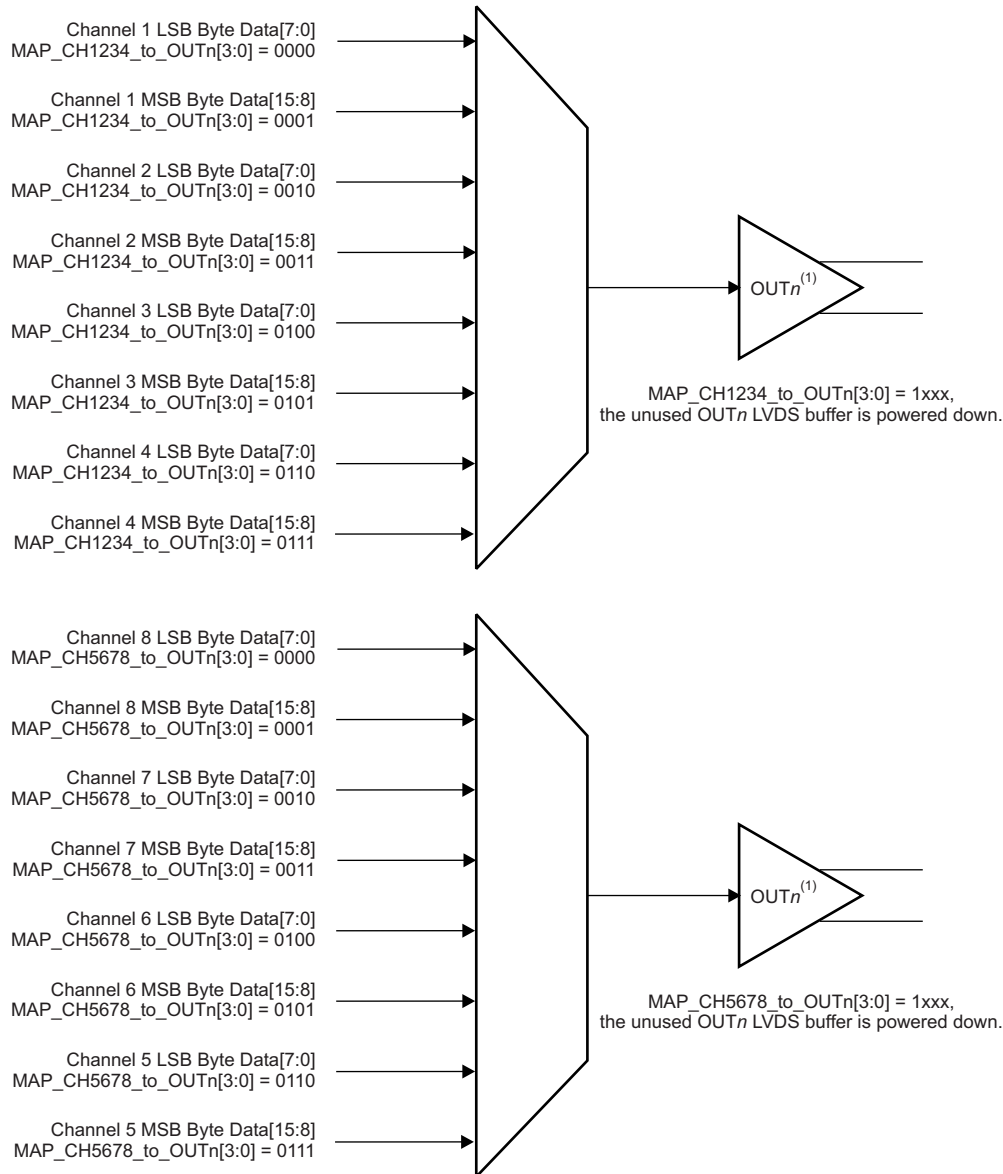 Channel 1 LSB Byte Data[7:0]
MAP_CH1234_to_OUTn[3:0] = 0000
Channel 1 MSB Byte Data[15:8]
MAP_CH1234_to_OUTn[3:0] = 0001
Channel 2 LSB Byte Data[7:0]
MAP_CH1234_to_OUTn[3:0] = 0010
Channel 2 MSB Byte Data[15:8]
MAP_CH1234_to_OUTn[3:0] = 0011
Channel 3 LSB Byte Data[7:0]
MAP_CH1234_to_OUTn[3:0] = 0100
Channel 3 MSB Byte Data[15:8]
MAP_CH1234_to_OUTn[3:0] = 0101
Channel 4 LSB Byte Data[7:0]
MAP_CH1234_to_OUTn[3:0] = 0110
Channel 4 MSB Byte Data[15:8]
MAP_CH1234_to_OUTn[3:0] = 0111
OUTn(1)
MAP_CH1234_to_OUTn[3:0] = 1xxx,
the unused OUTn LVDS buffer is powered down.
Channel 8 LSB Byte Data[7:0]
MAP_CH5678_to_OUTn[3:0] = 0000
Channel 8 MSB Byte Data[15:8]
MAP_CH5678_to_OUTn[3:0] = 0001
Channel 7 LSB Byte Data[7:0]
MAP_CH5678_to_OUTn[3:0] = 0010
Channel 7 MSB Byte Data[15:8]
MAP_CH5678_to_OUTn[3:0] = 0011
Channel 6 LSB Byte Data[7:0]
MAP_CH5678_to_OUTn[3:0] = 0100
Channel 6 MSB Byte Data[15:8]
MAP_CH5678_to_OUTn[3:0] = 0101
Channel 5 LSB Byte Data[7:0]
MAP_CH5678_to_OUTn[3:0] = 0110
Channel 5 MSB Byte Data[15:8]
MAP_CH5678_to_OUTn[3:0] = 0111
OUTn(1)
MAP_CH5678_to_OUTn[3:0] = 1xxx,
the unused OUTn LVDS buffer is powered down.